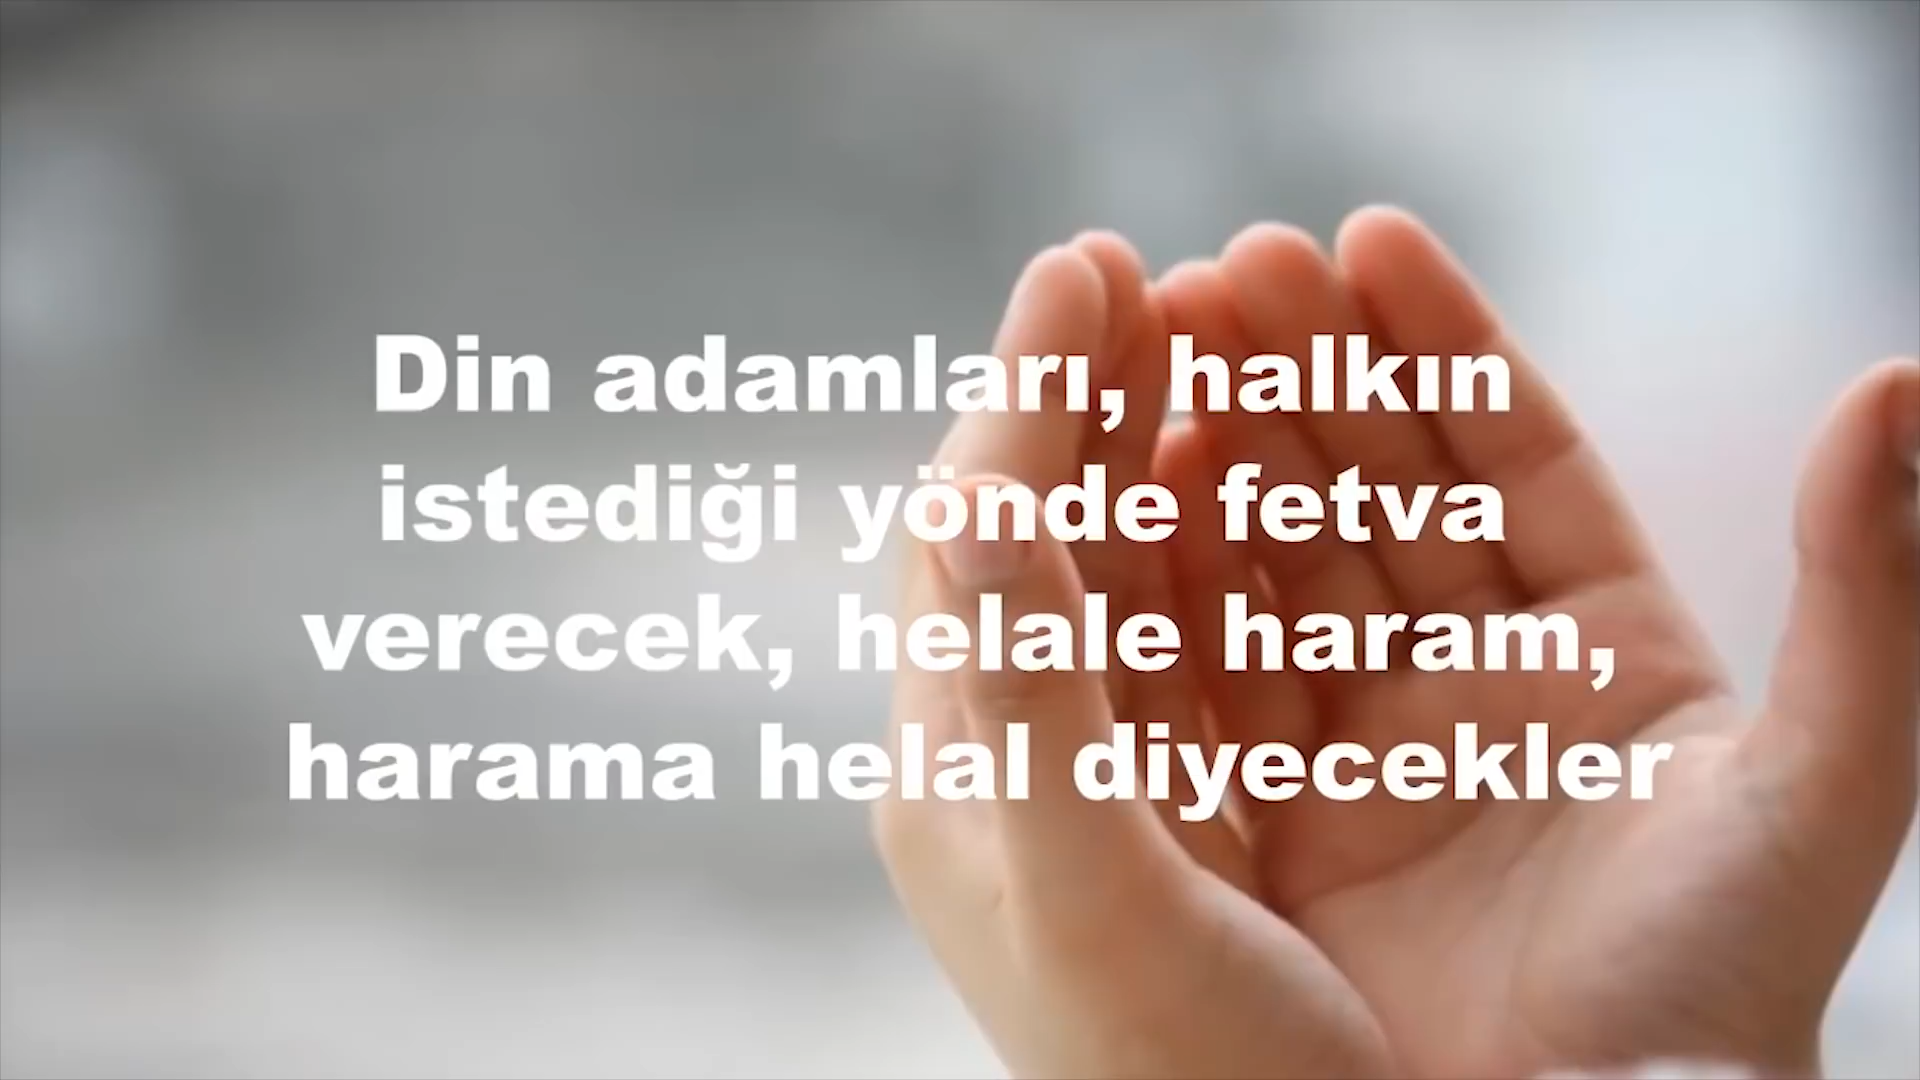 Din adamları, halkın
istediği yönde fetva
verecek, helale haram,
harama helal diyecekler